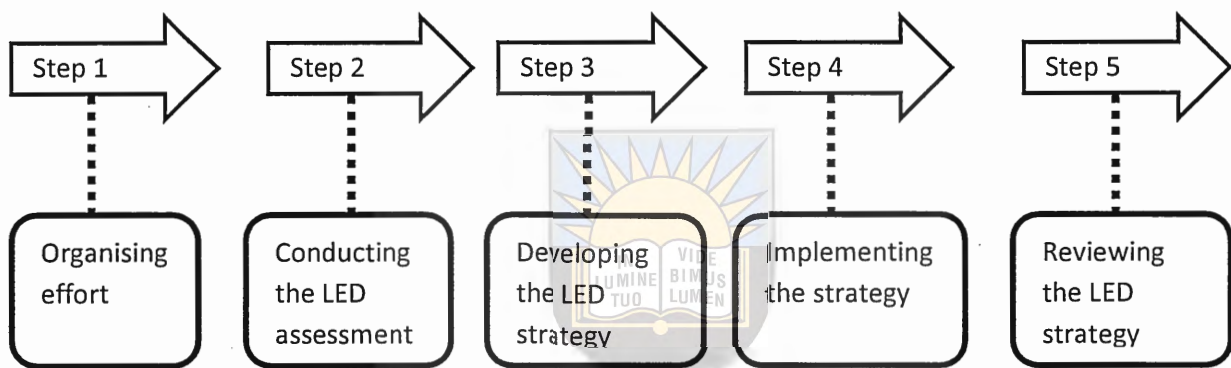 Step 1
Step 2
Step 3
Step 4
Step 5
Organising
effort
Conducting
the LED
assessment
Developing
the LED
strategy
Implementing
the strategy
Reviewing
the LED
strategy
LUMINE
TUO
VIDE
BIMUS
LUMEN